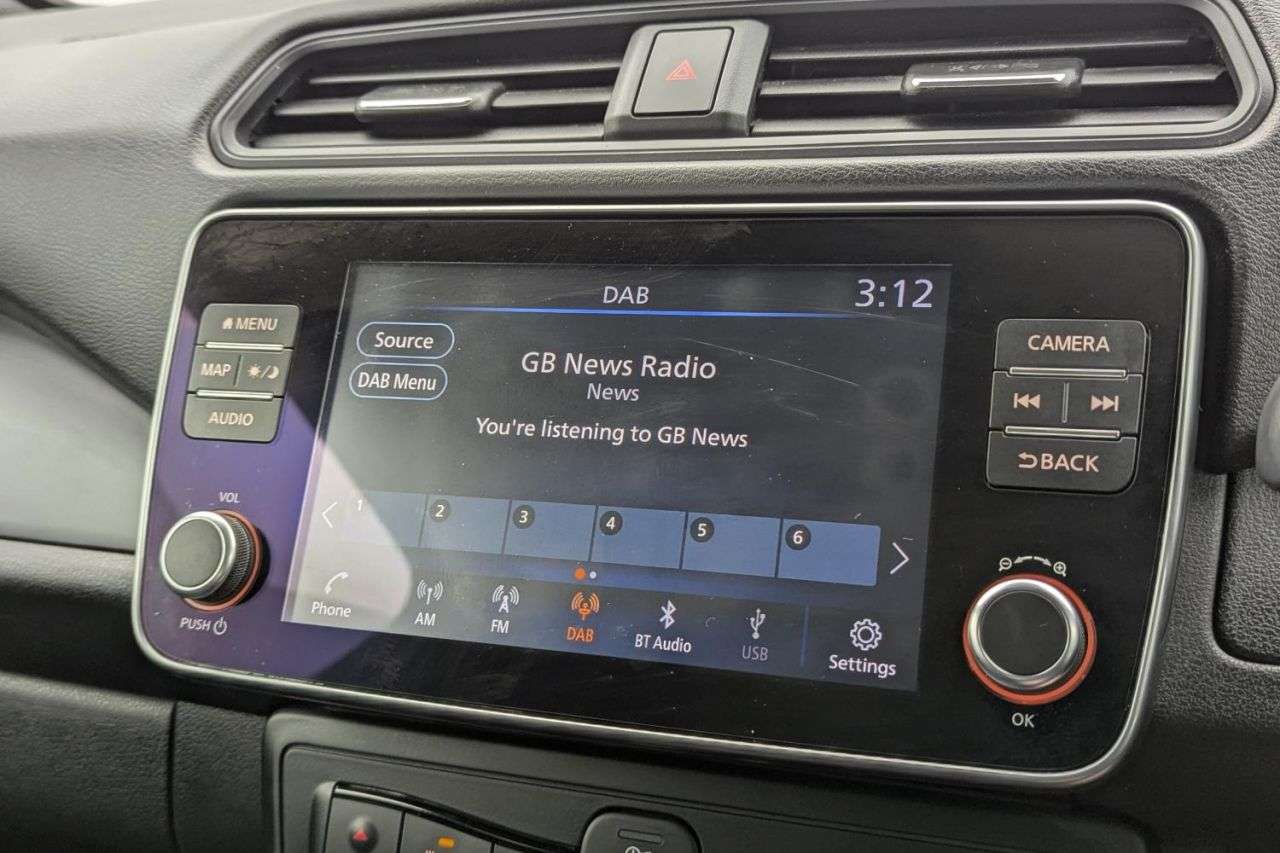 DAB
3:12
MENU
MAP
AUDIO
Source
DAB Menu
GB News Radio
News
You're listening to GB News
CAMERA
BACK
1 2 3 4 5 6
VOL
PUSH
Phone
AM
FM
DAB
BT Audio
USB
Settings
OK